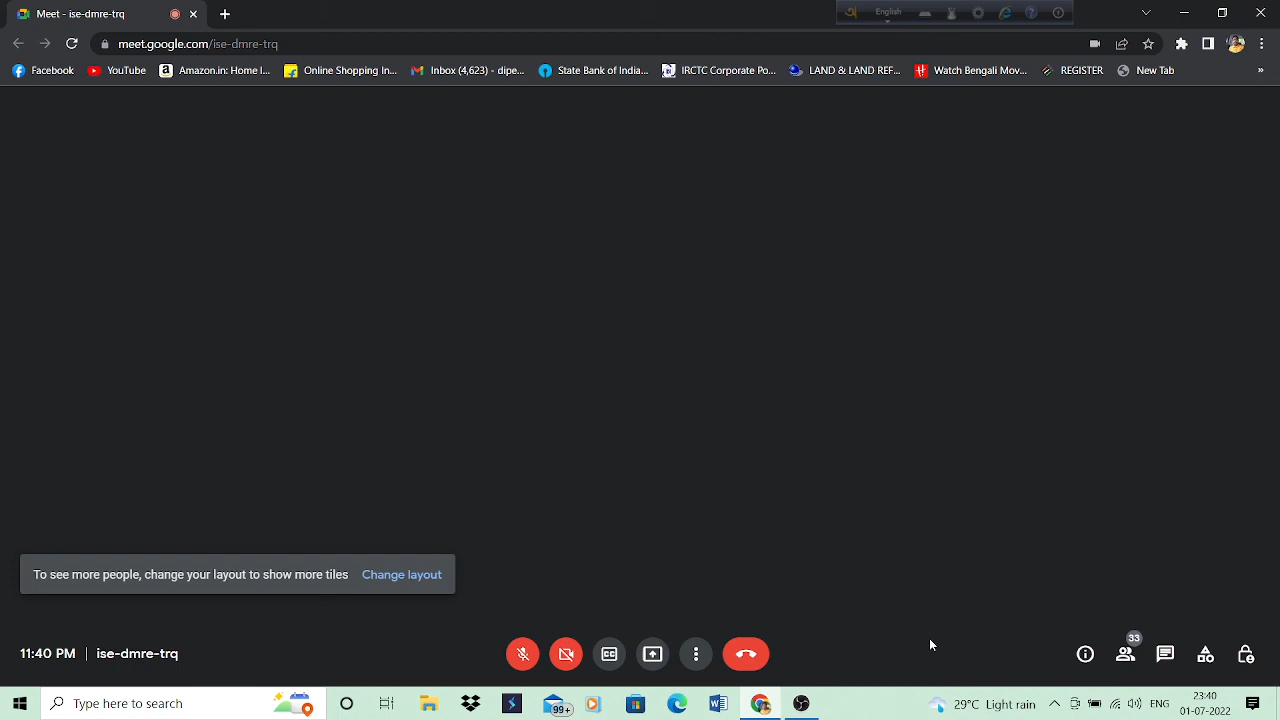 Meet - ise-dmre-trq
English
meet.google.com/ise-dmre-trq
Facebook
YouTube
Amazon.in: Home I...
Online Shopping In...
Inbox (4,623) - dipe...
State Bank of India...
IRCTC Corporate Po...
LAND & LAND REF...
Watch Bengali Mov...
REGISTER
New Tab
»
To see more people, change your layout to show more tiles Change layout
33
11:40 PM | ise-dmre-trq
Type here to search
99+
29°C Light rain
ENG
23:40
01-07-2022